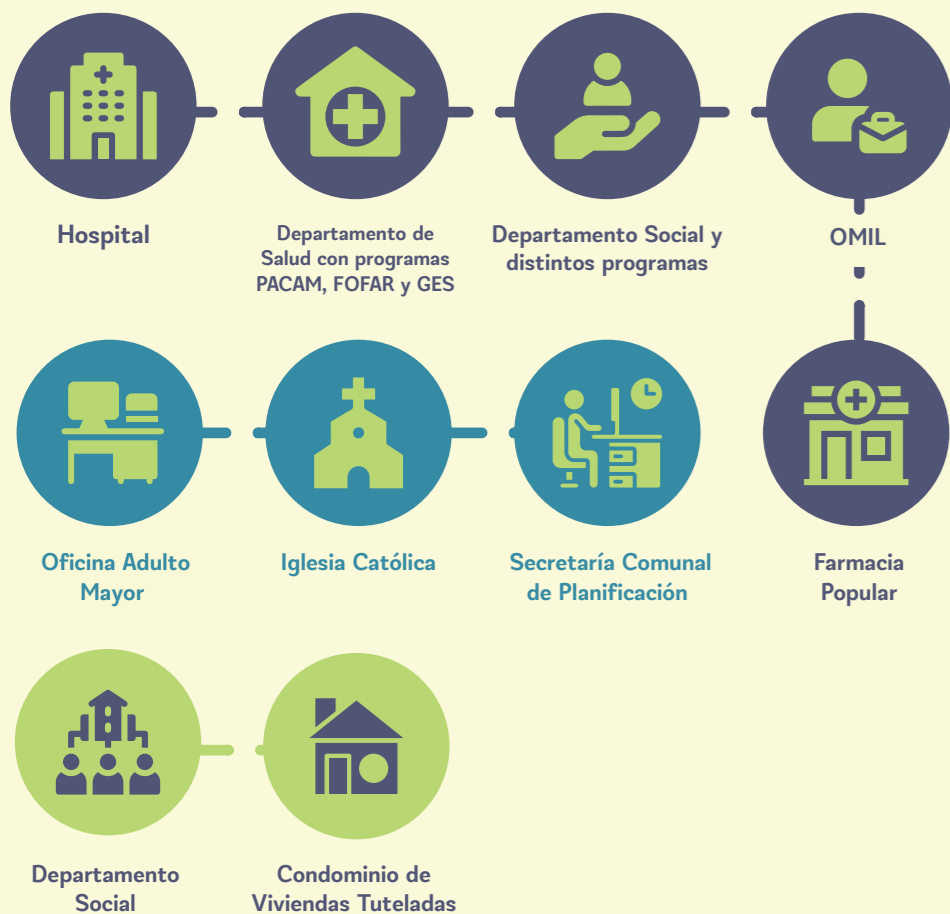 Hospital
Departamento de
Salud con programas
PACAM, FOFAR y GES
Departamento Social y
distintos programas
OMIL
Oficina Adulto
Mayor
Iglesia Católica
Secretaría Comunal
de Planificación
Farmacia
Popular
Departamento
Social
Condominio de
Viviendas Tuteladas